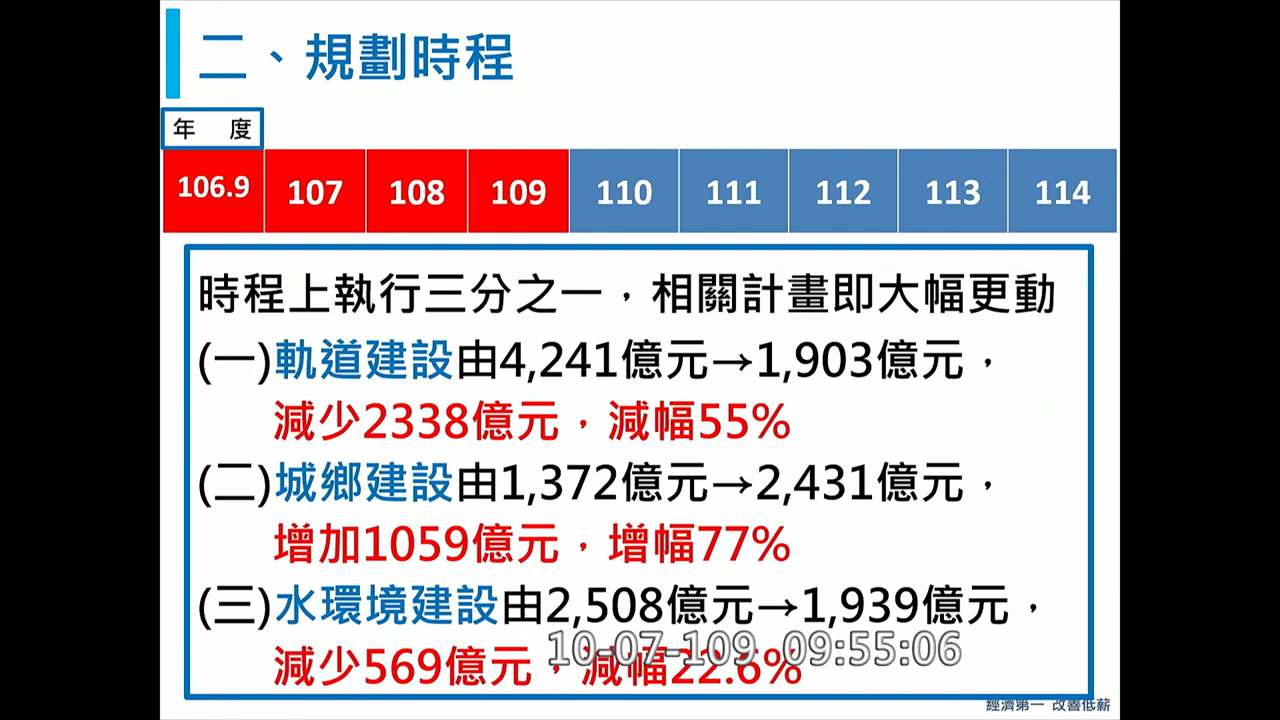 二、規劃時程
年 度
106.9 107 108 109 110 111 112 113 114
時程上執行三分之一，相關計畫即大幅更動
(一)軌道建設由4,241億元→1,903億元，
減少2338億元，減幅55%
(二)城鄉建設由1,372億元→2,431億元，
增加1059億元，增幅77%
(三)水環境建設由2,508億元→1,939億元，
減少569億元，減幅22.6%
10-07-109 09:55:06
經濟第一 改善低薪